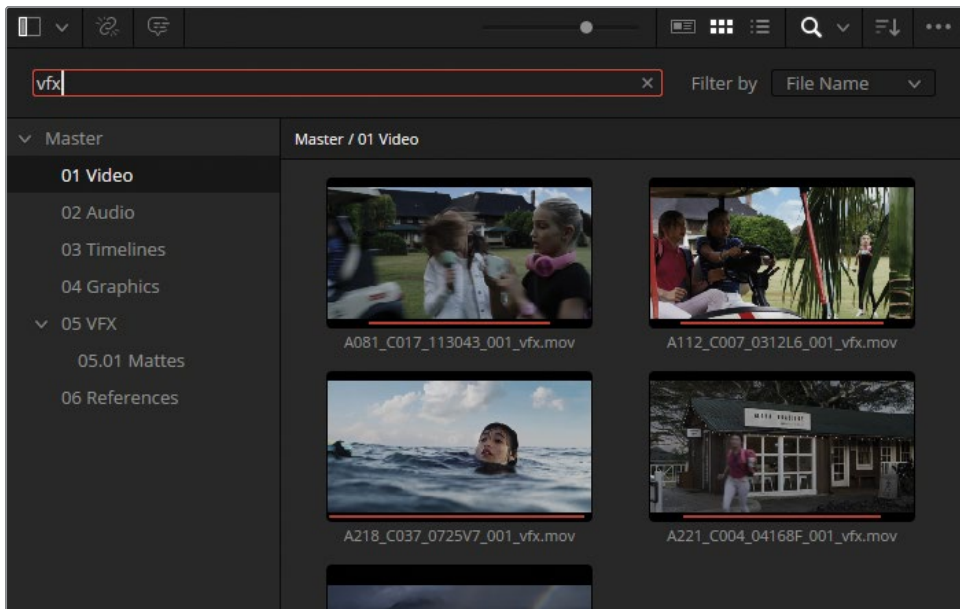 vfx
Filter by File Name
Master
Master / 01 Video
01 Video
02 Audio
03 Timelines
04 Graphics
05 VFX
05.01 Mattes
06 References
A081_C017_113043_001_vfx.mov
A112_C007_0312L6_001_vfx.mov
A218_C037_0725V7_001_vfx.mov
A221_C004_04168F_001_vfx.mov